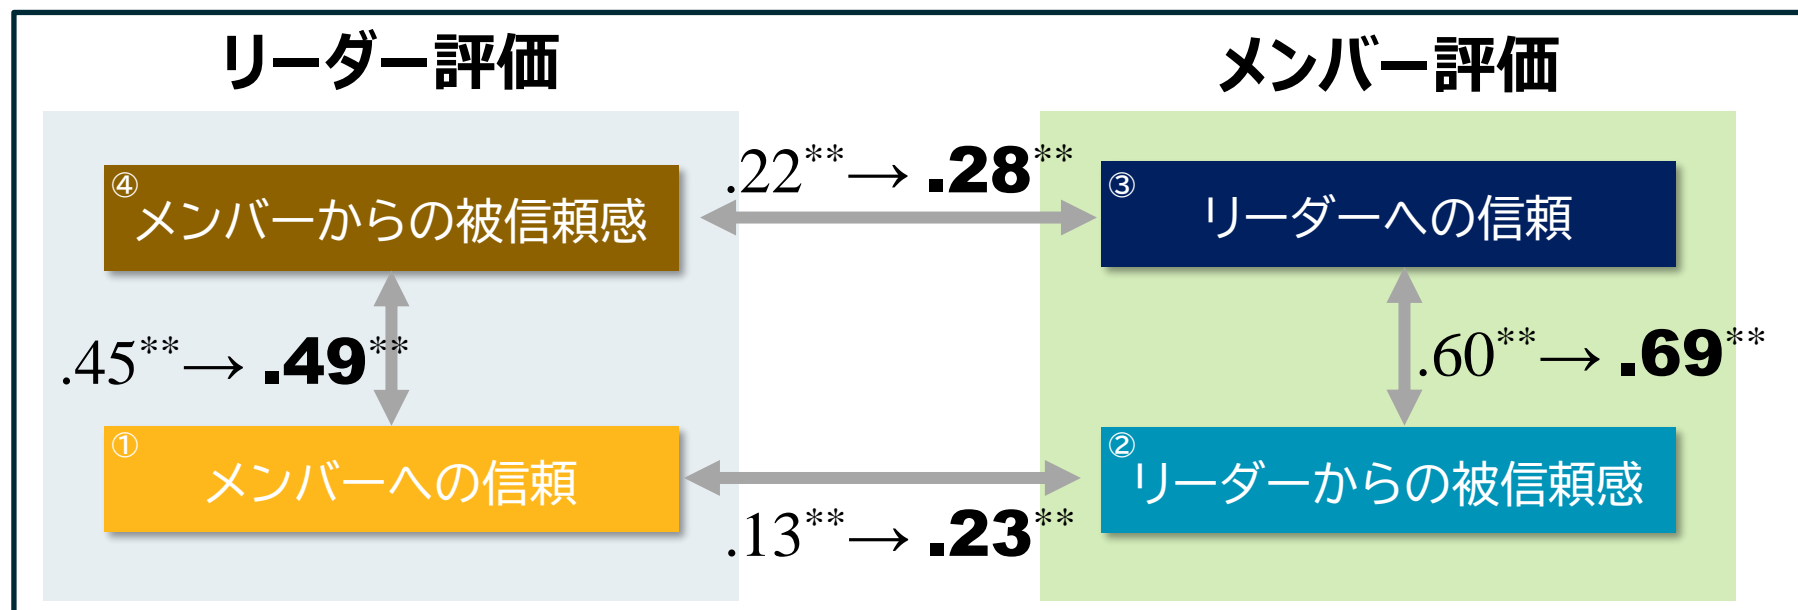 リーダー評価
メンバー評価
.22**→ .28**
④
メンバーからの被信頼感
③
リーダーへの信頼
.45**→ .49**
.60**→ .69**
①
メンバーへの信頼
②
リーダーからの被信頼感
.13**→ .23**